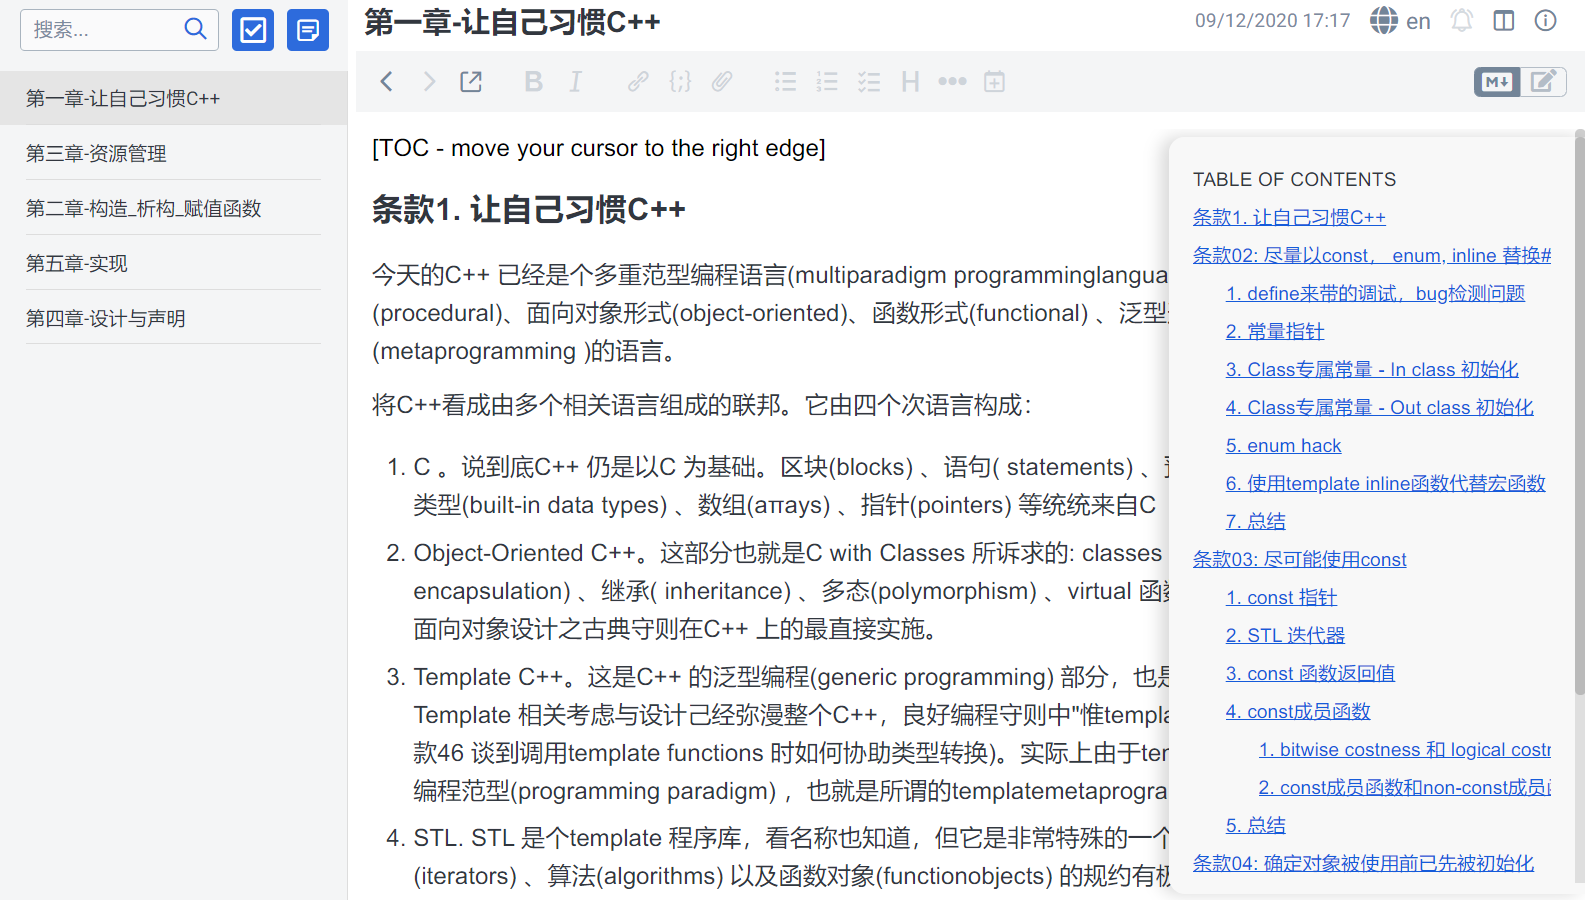 搜索...
第一章-让自己习惯C++
第三章-资源管理
第二章-构造_析构_赋值函数
第五章-实现
第四章-设计与声明
第一章-让自己习惯C++
09/12/2020 17:17
en
B I {;} H
M
[TOC - move your cursor to the right edge]
条款1. 让自己习惯C++
今天的C++ 已经是个多重范型编程语言(multiparadigm programminglangua
(procedural)、面向对象形式(object-oriented)、函数形式(functional) 、泛型
(metaprogramming )的语言。
将C++看成由多个相关语言组成的联邦。它由四个次语言构成：
1. C 。说到底C++ 仍是以C 为基础。区块(blocks) 、语句( statements) 、
类型(built-in data types) 、数组(aπays) 、指针(pointers) 等统统来自C
2. Object-Oriented C++。这部分也就是C with Classes 所诉求的: classes
encapsulation) 、继承( inheritance) 、多态(polymorphism) 、virtual 函
面向对象设计之古典守则在C++ 上的最直接实施。
3. Template C++。这是C++ 的泛型编程(generic programming) 部分，也是
Template 相关考虑与设计己经弥漫整个C++，良好编程守则中"惟templa
款46 谈到调用template functions 时如何协助类型转换)。实际上由于ten
编程范型(programming paradigm) ，也就是所谓的templatemetaprogra
4. STL. STL 是个template 程序库，看名称也知道，但它是非常特殊的一个
(iterators) 、算法(algorithms) 以及函数对象(functionobjects) 的规约有极
TABLE OF CONTENTS
条款1. 让自己习惯C++
条款02: 尽量以const， enum, inline 替换#
1. define来带的调试，bug检测问题
2. 常量指针
3. Class专属常量 - In class 初始化
4. Class专属常量 - Out class 初始化
5. enum hack
6. 使用template inline函数代替宏函数
7. 总结
条款03: 尽可能使用const
1. const 指针
2. STL 迭代器
3. const 函数返回值
4. const成员函数
1. bitwise costness 和 logical costr
2. const成员函数和non-const成员
5. 总结
条款04: 确定对象被使用前已先被初始化